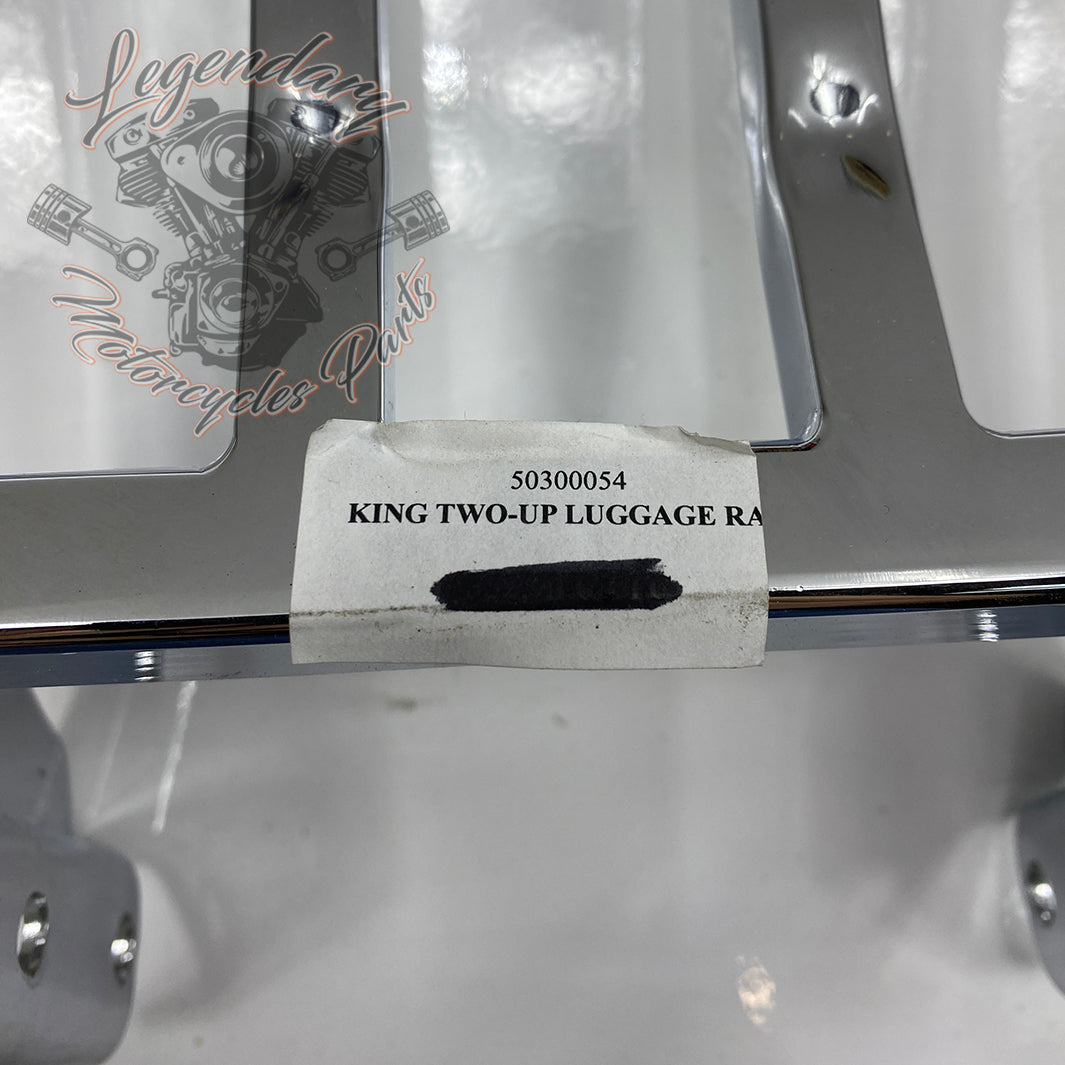 Legendary
Motorcycles Parts
50300054
KING TWO-UP LUGGAGE RA